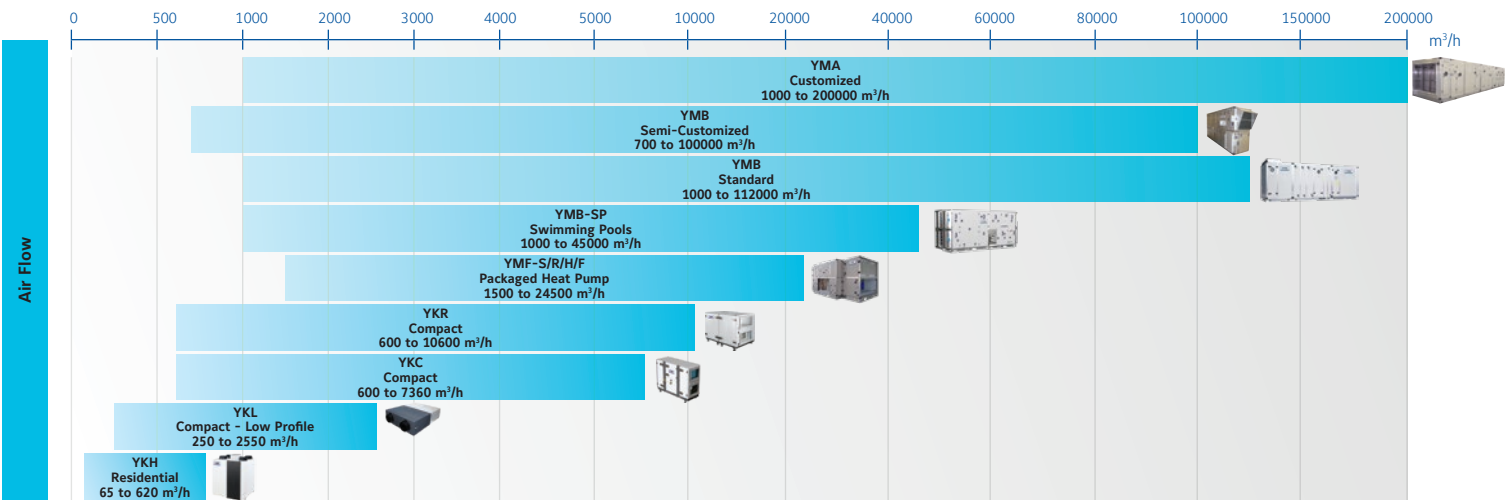 0 500 1000 2000 3000 4000 5000 10000 20000 40000 60000 80000 100000 150000 200000
m³/h
Air Flow
YMA
Customized
1000 to 200000 m³/h
YMB
Semi-Customized
700 to 100000 m³/h
YMB
Standard
1000 to 112000 m³/h
YMB-SP
Swimming Pools
1000 to 45000 m³/h
YMF-S/R/H/F
Packaged Heat Pump
1500 to 24500 m³/h
YKR
Compact
600 to 10600 m³/h
YKC
Compact
600 to 7360 m³/h
YKL
Compact - Low Profile
250 to 2550 m³/h
YKH
Residential
65 to 620 m³/h